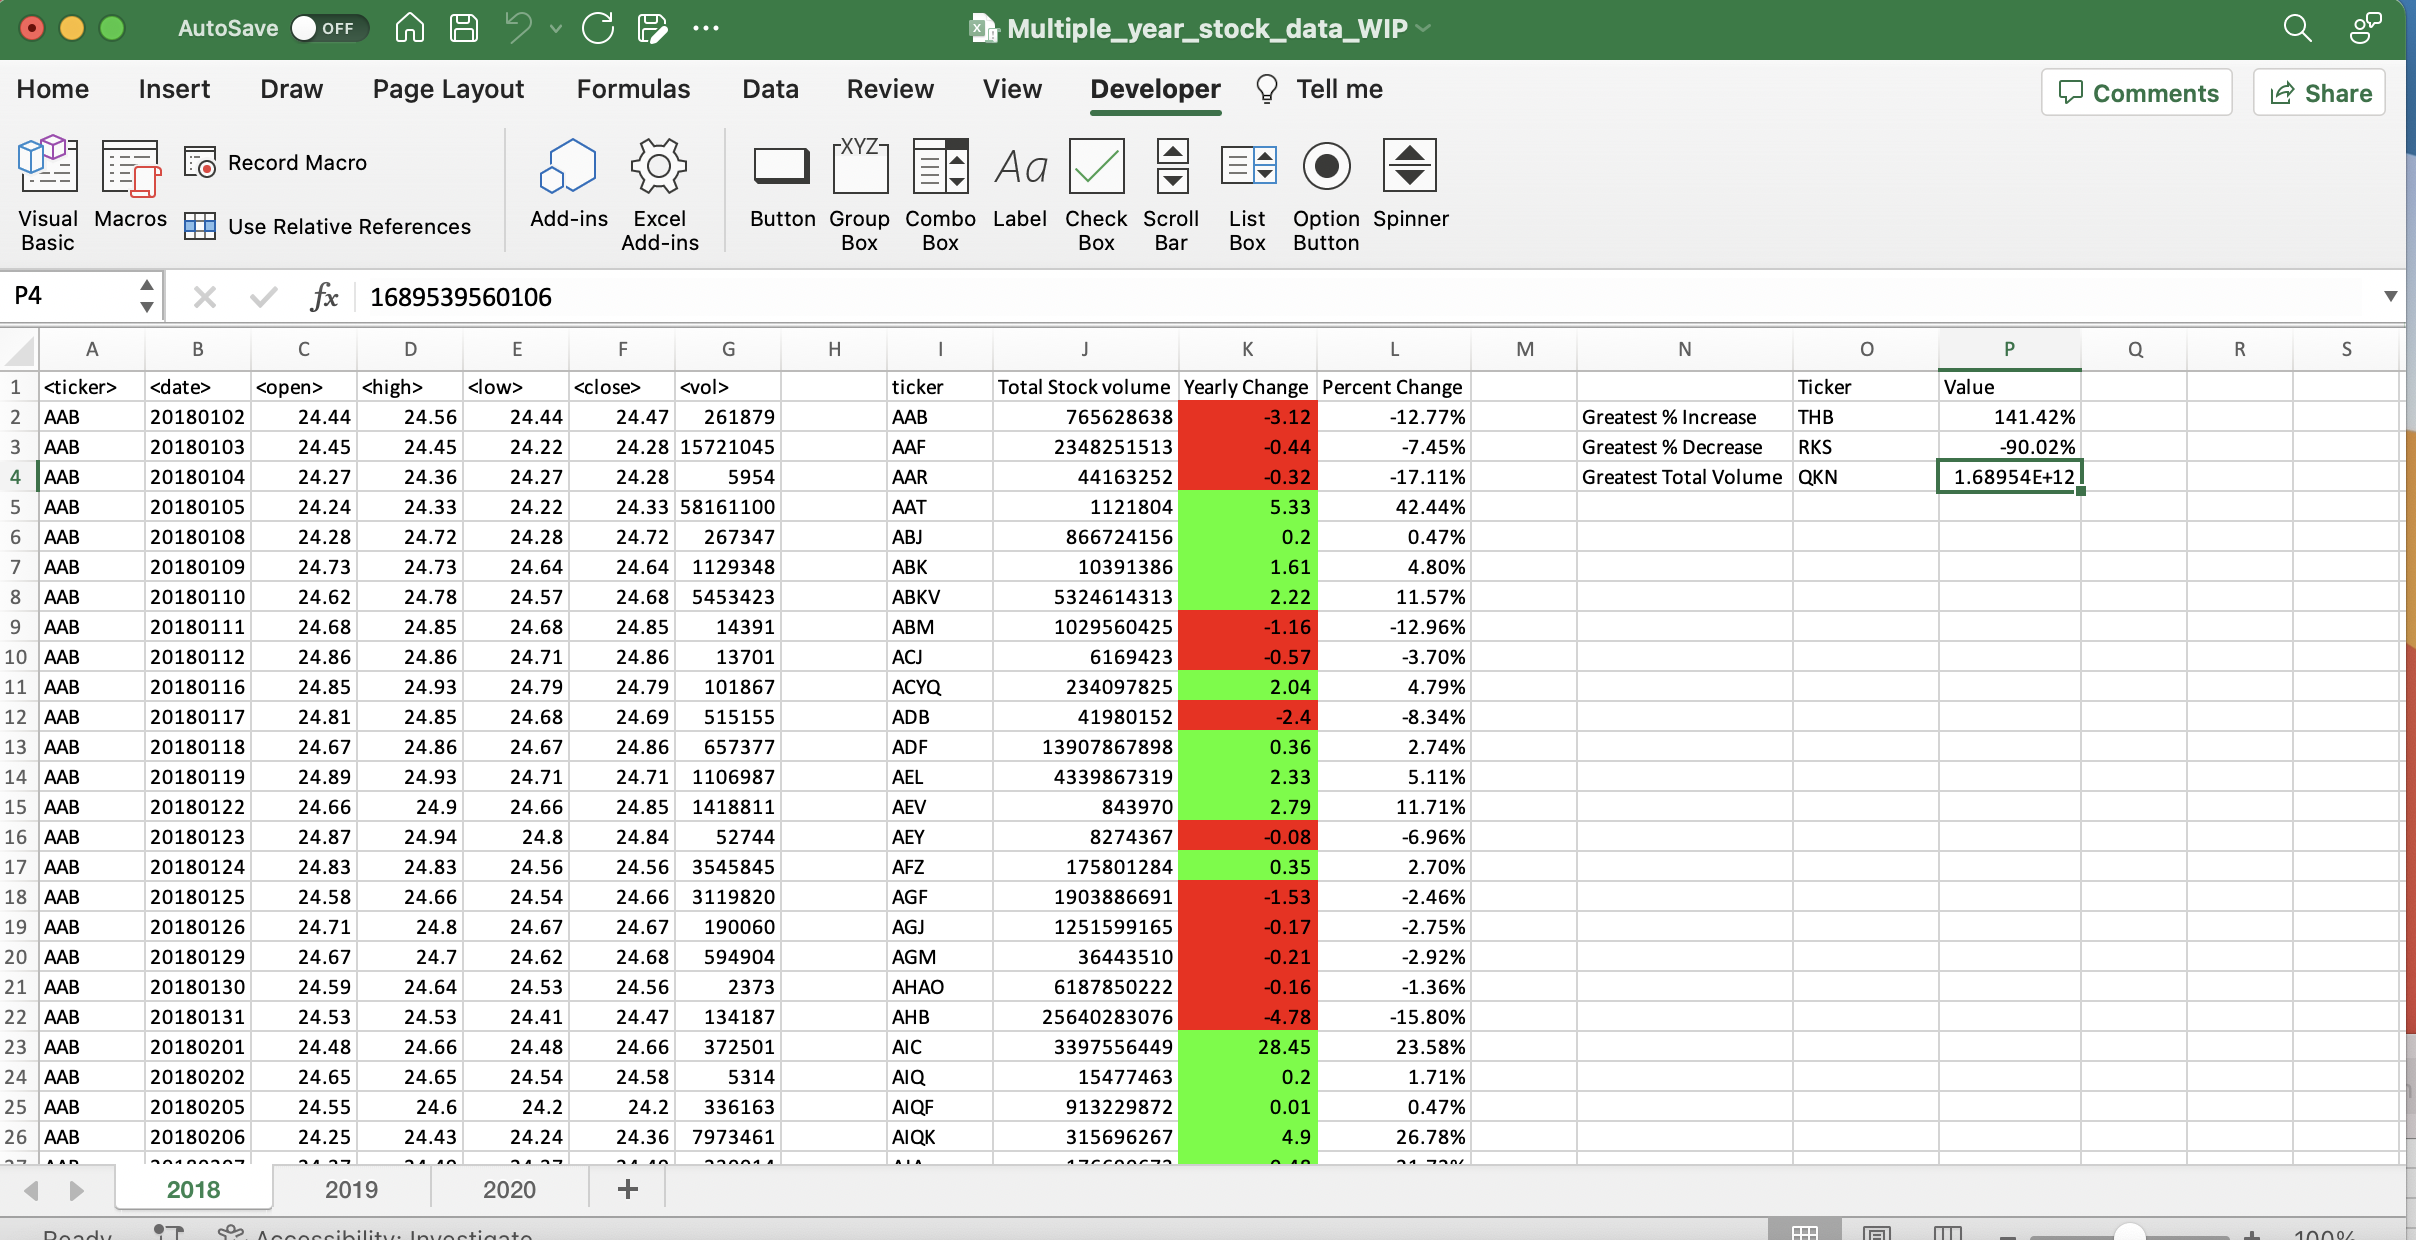 AutoSave OFF Multiple_year_stock_data_WIP
Home Insert Draw Page Layout Formulas Data Review View Developer Tell me Comments Share
Visual Basic Macros Record Macro Use Relative References Add-ins Excel Add-ins XYZ Button Group Box Combo Box Aa Label Check Box Scroll Bar List Box Option Button Spinner
P4 fx 1689539560106
A B C D E F G H I J K L M N O P Q R S
1 <ticker> <date> <open> <high> <low> <close> <vol> ticker Total Stock volume Yearly Change Percent Change Ticker Value
2 AAB 20180102 24.44 24.56 24.44 24.47 261879 AAB 765628638 -3.12 -12.77% Greatest % Increase THB 141.42%
3 AAB 20180103 24.45 24.45 24.22 24.28 15721045 AAF 2348251513 -0.44 -7.45% Greatest % Decrease RKS -90.02%
4 AAB 20180104 24.27 24.36 24.27 24.28 5954 AAR 44163252 -0.32 -17.11% Greatest Total Volume QKN 1.68954E+12
5 AAB 20180105 24.24 24.33 24.22 24.33 58161100 AAT 1121804 5.33 42.44%
6 AAB 20180108 24.28 24.72 24.28 24.72 267347 ABJ 866724156 0.2 0.47%
7 AAB 20180109 24.73 24.73 24.64 24.64 1129348 ABK 10391386 1.61 4.80%
8 AAB 20180110 24.62 24.78 24.57 24.68 5453423 ABKV 5324614313 2.22 11.57%
9 AAB 20180111 24.68 24.85 24.68 24.85 14391 ABM 1029560425 -1.16 -12.96%
10 AAB 20180112 24.86 24.86 24.71 24.86 13701 ACJ 6169423 -0.57 -3.70%
11 AAB 20180116 24.85 24.93 24.79 24.79 101867 ACYQ 234097825 2.04 4.79%
12 AAB 20180117 24.81 24.85 24.68 24.69 515155 ADB 41980152 -2.4 -8.34%
13 AAB 20180118 24.67 24.86 24.67 24.86 657377 ADF 13907867898 0.36 2.74%
14 AAB 20180119 24.89 24.93 24.71 24.71 1106987 AEL 4339867319 2.33 5.11%
15 AAB 20180122 24.66 24.9 24.66 24.85 1418811 AEV 843970 2.79 11.71%
16 AAB 20180123 24.87 24.94 24.8 24.84 52744 AEY 8274367 -0.08 -6.96%
17 AAB 20180124 24.83 24.83 24.56 24.56 3545845 AFZ 175801284 0.35 2.70%
18 AAB 20180125 24.58 24.66 24.54 24.66 3119820 AGF 1903886691 -1.53 -2.46%
19 AAB 20180126 24.71 24.8 24.67 24.67 190060 AGJ 1251599165 -0.17 -2.75%
20 AAB 20180129 24.67 24.7 24.62 24.68 594904 AGM 36443510 -0.21 -2.92%
21 AAB 20180130 24.59 24.64 24.53 24.56 2373 AHAO 6187850222 -0.16 -1.36%
22 AAB 20180131 24.53 24.53 24.41 24.47 134187 AHB 25640283076 -4.78 -15.80%
23 AAB 20180201 24.48 24.66 24.48 24.66 372501 AIC 3397556449 28.45 23.58%
24 AAB 20180202 24.65 24.65 24.54 24.58 5314 AIQ 15477463 0.2 1.71%
25 AAB 20180205 24.55 24.6 24.2 24.2 336163 AIQF 913229872 0.01 0.47%
26 AAB 20180206 24.25 24.43 24.24 24.36 7973461 AIQK 315696267 4.9 26.78%
2018 2019 2020 +
Ready Accessibility: Investigate 100%